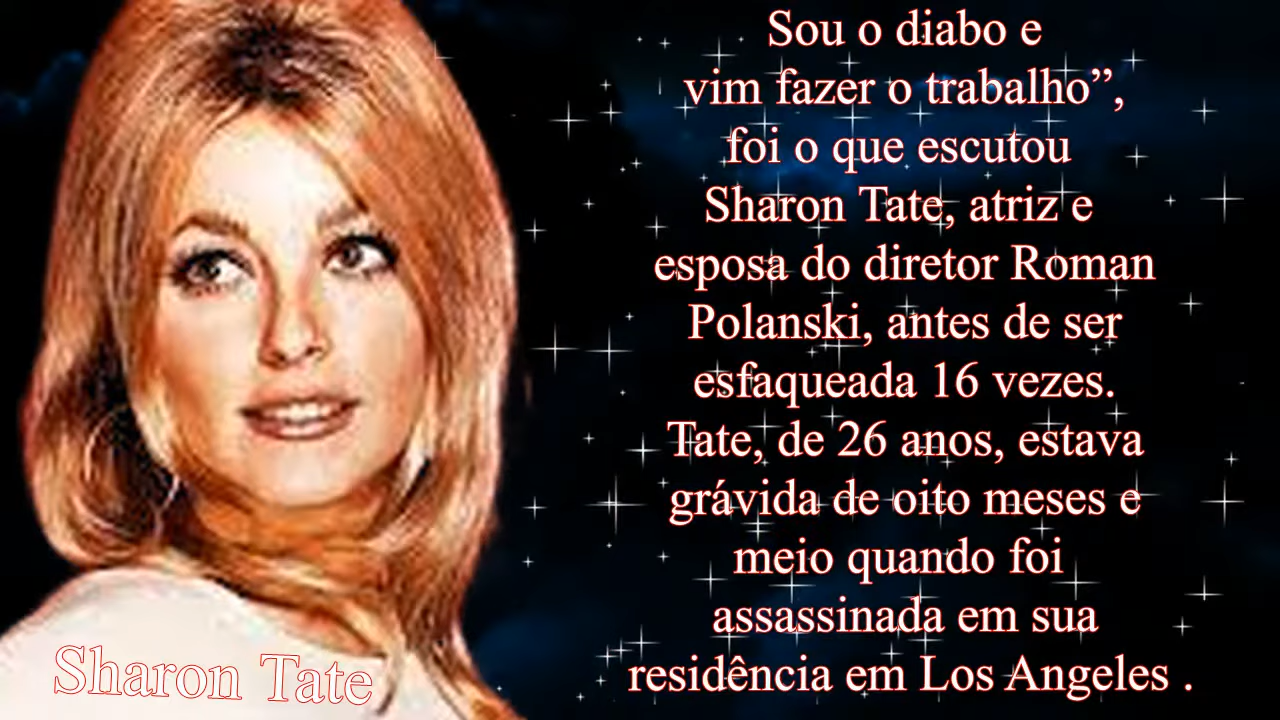 Sou o diabo e
vim fazer o trabalho”,
foi o que escutou
Sharon Tate, atriz e
esposa do diretor Roman
Polanski, antes de ser
esfaqueada 16 vezes.
Tate, de 26 anos, estava
grávida de oito meses e
meio quando foi
assassinada em sua
residência em Los Angeles .
Sharon Tate